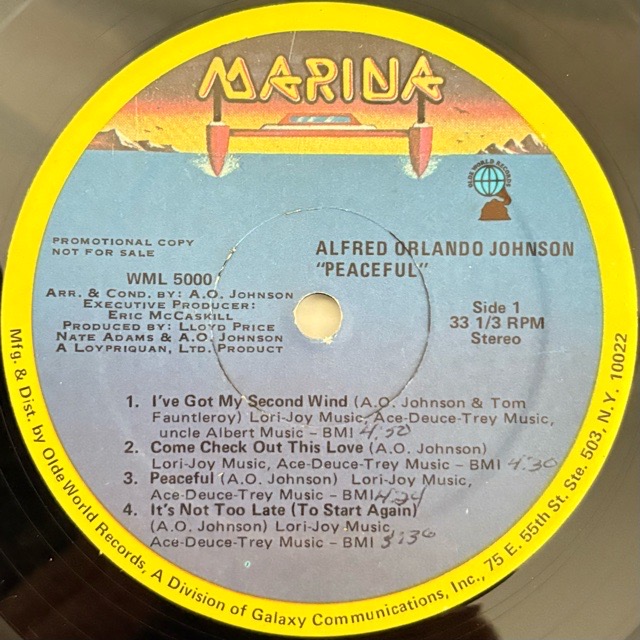 MARINA
OLDE WORLD RECORDS
PROMOTIONAL COPY
NOT FOR SALE
ALFRED ORLANDO JOHNSON
"PEACEFUL"
WML 5000
ARR. & COND. BY: A.O. JOHNSON
EXECUTIVE PRODUCER:
ERIC MCCASKILL
PRODUCED BY: LLOYD PRICE
NATE ADAMS & A.O. JOHNSON
A LOYPRIQUAN, LTD. PRODUCT
Side 1
33 1/3 RPM
Stereo
1. I've Got My Second Wind (A.O. Johnson & Tom
Fauntleroy) Lori-Joy Music, Ace-Deuce-Trey Music,
uncle Albert Music – BMI 4:50
2. Come Check Out This Love (A.O. Johnson)
Lori-Joy Music, Ace-Deuce-Trey Music – BMI 4:30
3. Peaceful (A.O. Johnson) Lori-Joy Music,
Ace-Deuce-Trey Music – BMI 4:24
4. It's Not Too Late (To Start Again)
(A.O. Johnson) Lori-Joy Music,
Ace-Deuce-Trey Music – BMI
Mfg. & Dist. by Olde World Records, A Division of Galaxy Communications, Inc., 75 E. 55th St. Ste. 503, N.Y. 10022